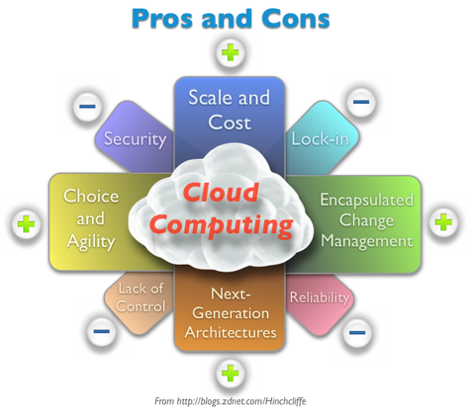 Pros and Cons
Scale and
Cost
Security
Lock-in
Choice
and
Agility
Cloud
Computing
Encapsulated
Change
Management
Lack of
Control
Next-
Generation
Architectures
Reliability
From http://blogs.zdnet.com/Hinchcliffe